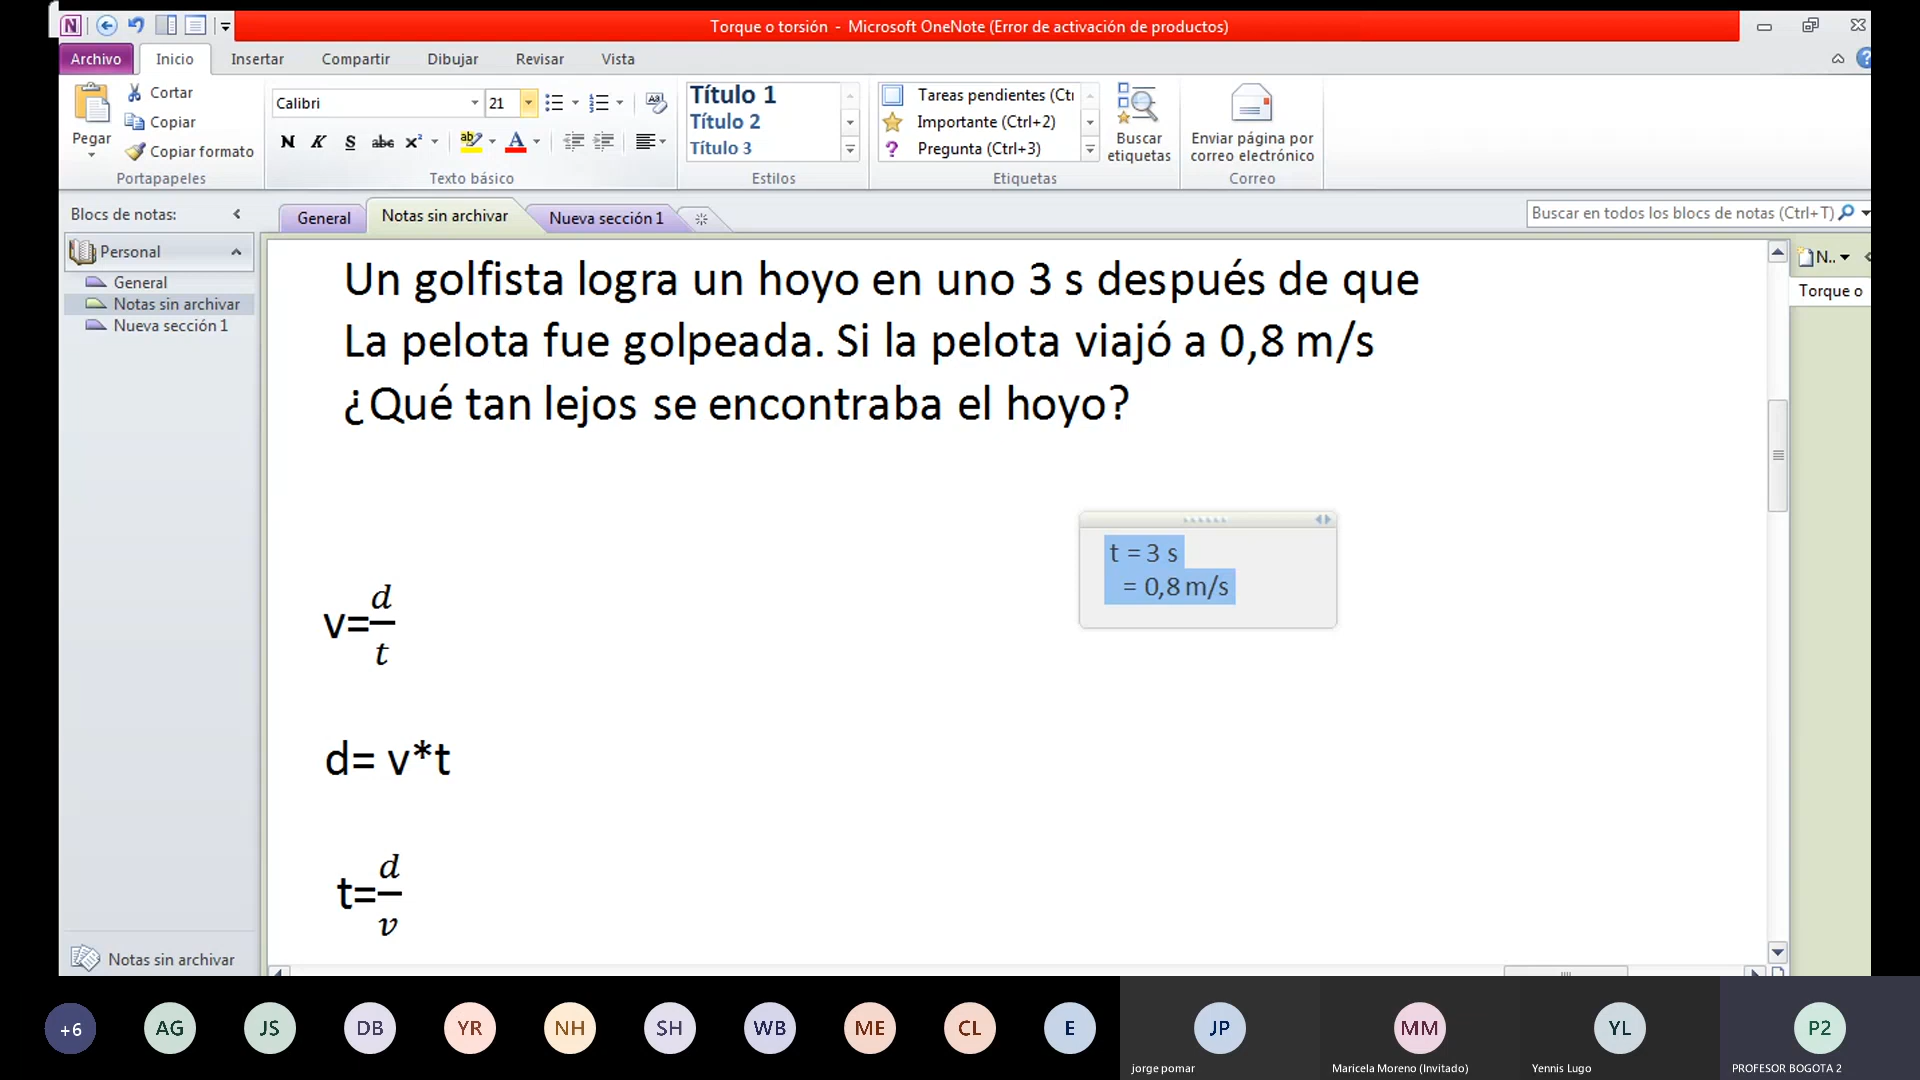 Torque o torsión - Microsoft OneNote (Error de activación de productos)
Archivo Inicio Insertar Compartir Dibujar Revisar Vista
Pegar
Cortar
Copiar
Copiar formato
Portapapeles
Calibri 21
N K S abc x²
ab A
Texto básico
Título 1
Título 2
Título 3
Estilos
Tareas pendientes (Ctr
Importante (Ctrl+2)
Pregunta (Ctrl+3)
Etiquetas
Buscar
etiquetas
Enviar página por
correo electrónico
Correo
Blocs de notas:
General Notas sin archivar Nueva sección 1
Buscar en todos los blocs de notas (Ctrl+T)
Personal
General
Notas sin archivar
Nueva sección 1
N..
Torque o
Un golfista logra un hoyo en uno 3 s después de que
La pelota fue golpeada. Si la pelota viajó a 0,8 m/s
¿Qué tan lejos se encontraba el hoyo?
t = 3 s
= 0,8 m/s
v=d/t
d= v*t
t=d/v
Notas sin archivar
+6 AG JS DB YR NH SH WB ME CL E JP MM YL P2
jorge pomar Maricela Moreno (Invitado) Yennis Lugo PROFESOR BOGOTA 2